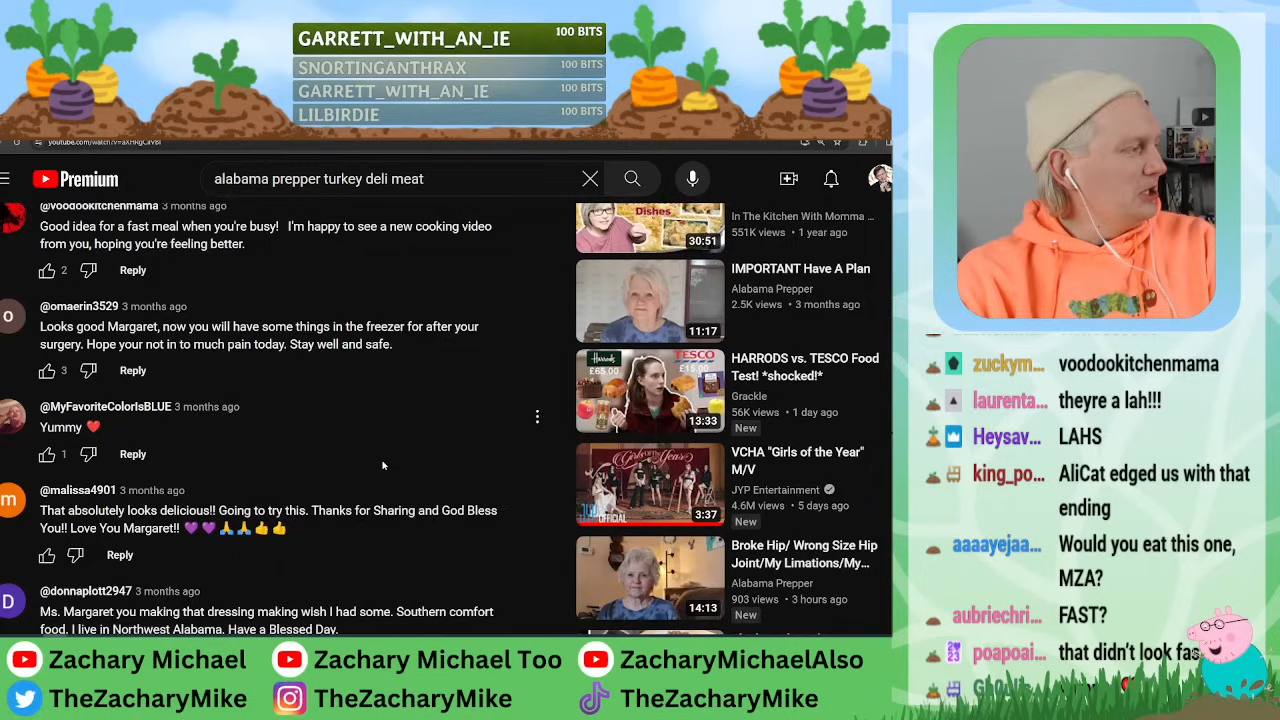 GARRETT_WITH_AN_IE 100 BITS
SNORTINGANTHRAX 100 BITS
GARRETT_WITH_AN_IE 100 BITS
LILBIRDIE 100 BITS
Premium
alabama prepper turkey deli meat
@voodookitchenmama 3 months ago
Good idea for a fast meal when you're busy! I'm happy to see a new cooking video
from you, hoping you're feeling better.
2 Reply
@omaerin3529 3 months ago
Looks good Margaret, now you will have some things in the freezer for after your
surgery. Hope your not in to much pain today. Stay well and safe.
3 Reply
@MyFavoriteColorIsBLUE 3 months ago
Yummy ❤️
1 Reply
@malissa4901 3 months ago
That absolutely looks delicious!! Going to try this. Thanks for Sharing and God Bless
You!! Love You Margaret!! 💜💜🙏🙏👍👍
Reply
@donnaplott2947 3 months ago
Ms. Margaret you making that dressing making wish I had some. Southern comfort
food. I live in Northwest Alabama. Have a Blessed Day.
Dishes
30:51
In The Kitchen With Momma ...
551K views • 1 year ago
11:17
IMPORTANT Have A Plan
Alabama Prepper
2.5K views • 3 months ago
Harrods
£65.00
TESCO
£15.00
13:33
HARRODS vs. TESCO Food
Test! *shocked!*
Grackle
56K views • 1 day ago
New
Girls of the Year
OFFICIAL
3:37
VCHA "Girls of the Year"
M/V
JYP Entertainment
4.6M views • 5 days ago
New
14:13
Broke Hip/ Wrong Size Hip
Joint/My Limations/My...
Alabama Prepper
903 views • 3 hours ago
New
zuckym... voodookitchenmama
laurenta... theyre a lah!!!
Heysav... LAHS
king_po... AliCat edged us with that
ending
aaaayejaa... Would you eat this one,
MZA?
aubriechri... FAST?
poapoai... that didn't look fas
Zachary Michael
Zachary Michael Too
ZacharyMichaelAlso
TheZacharyMike
TheZacharyMike
TheZacharyMike